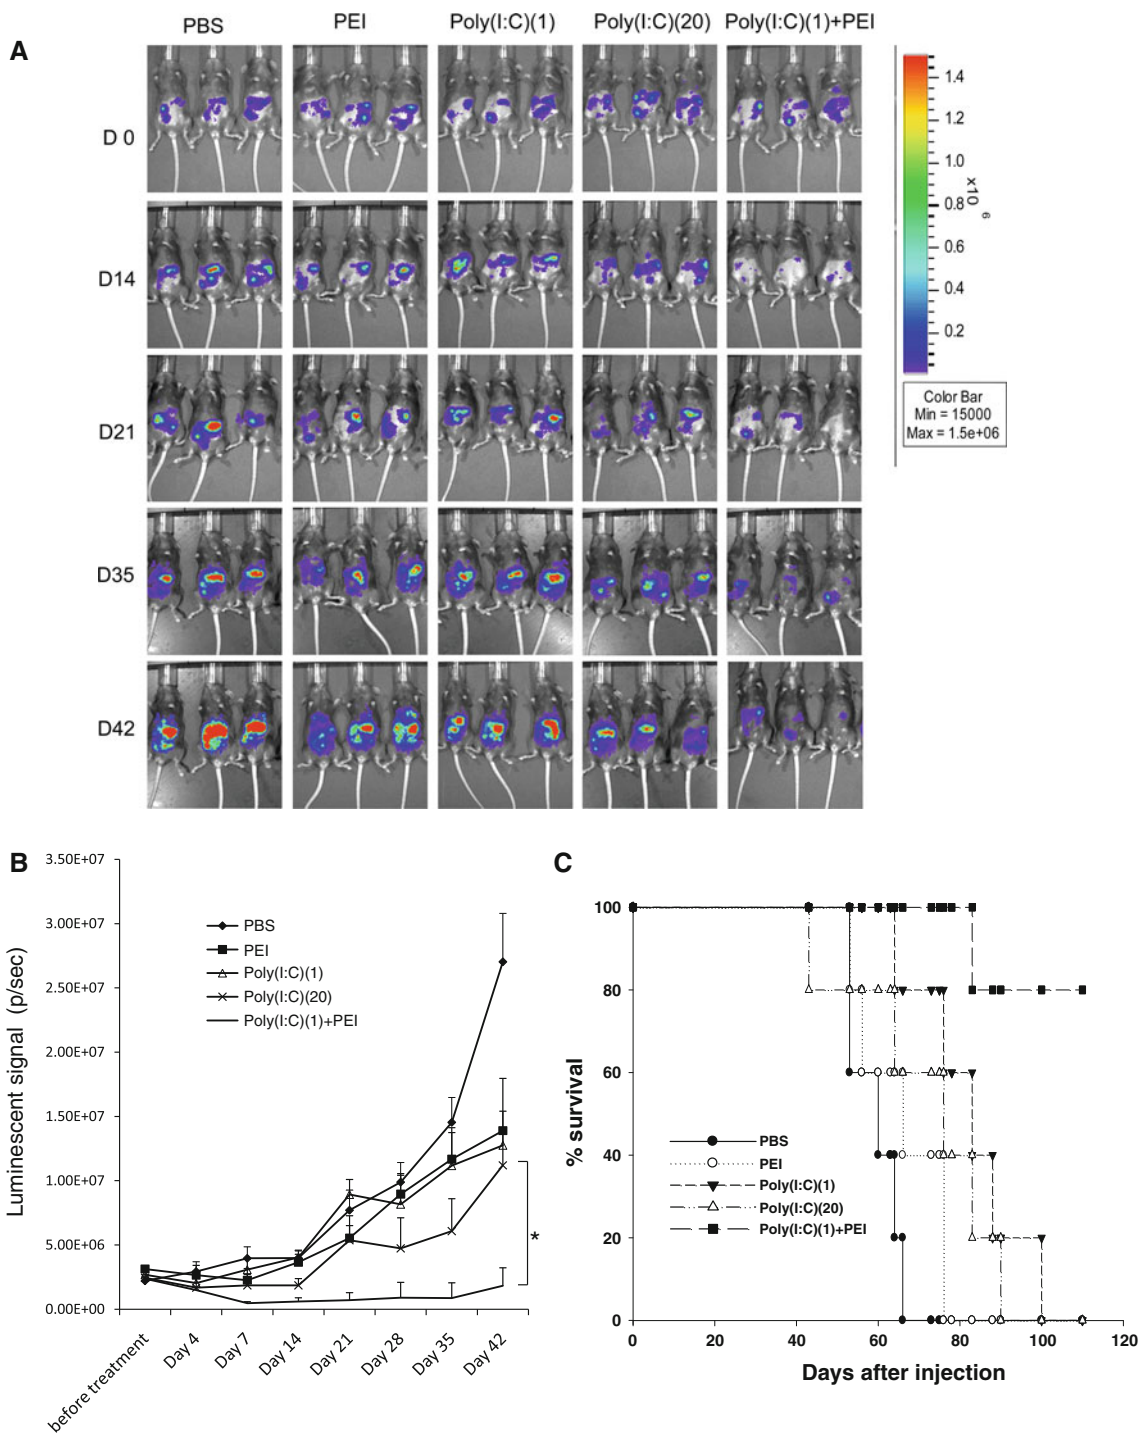 A
PBS PEI Poly(I:C)(1) Poly(I:C)(20) Poly(I:C)(1)+PEI
D 0
D14
D21
D35
D42
1.4
1.2
1.0
0.8
0.6
0.4
0.2
x10 6
Color Bar
Min = 15000
Max = 1.5e+06
B
Luminescent signal (p/sec)
3.50E+07
3.00E+07
2.50E+07
2.00E+07
1.50E+07
1.00E+07
5.00E+06
0.00E+00
PBS
PEI
Poly(I:C)(1)
Poly(I:C)(20)
Poly(I:C)(1)+PEI
*
before treatment Day 4 Day 7 Day 14 Day 21 Day 28 Day 35 Day 42
C
% survival
100
80
60
40
20
0
PBS
PEI
Poly(I:C)(1)
Poly(I:C)(20)
Poly(I:C)(1)+PEI
0 20 40 60 80 100 120
Days after injection